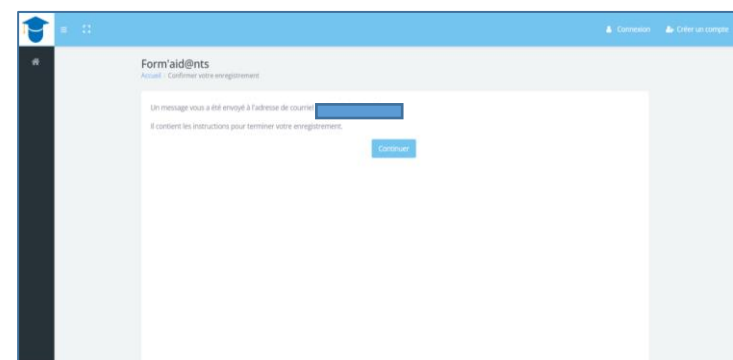 Connexion Créer un compte
Form'aid@nts
Accueil / Confirmer votre enregistrement
Un message vous a été envoyé à l'adresse de courriel
Il contient les instructions pour terminer votre enregistrement.
Continuer